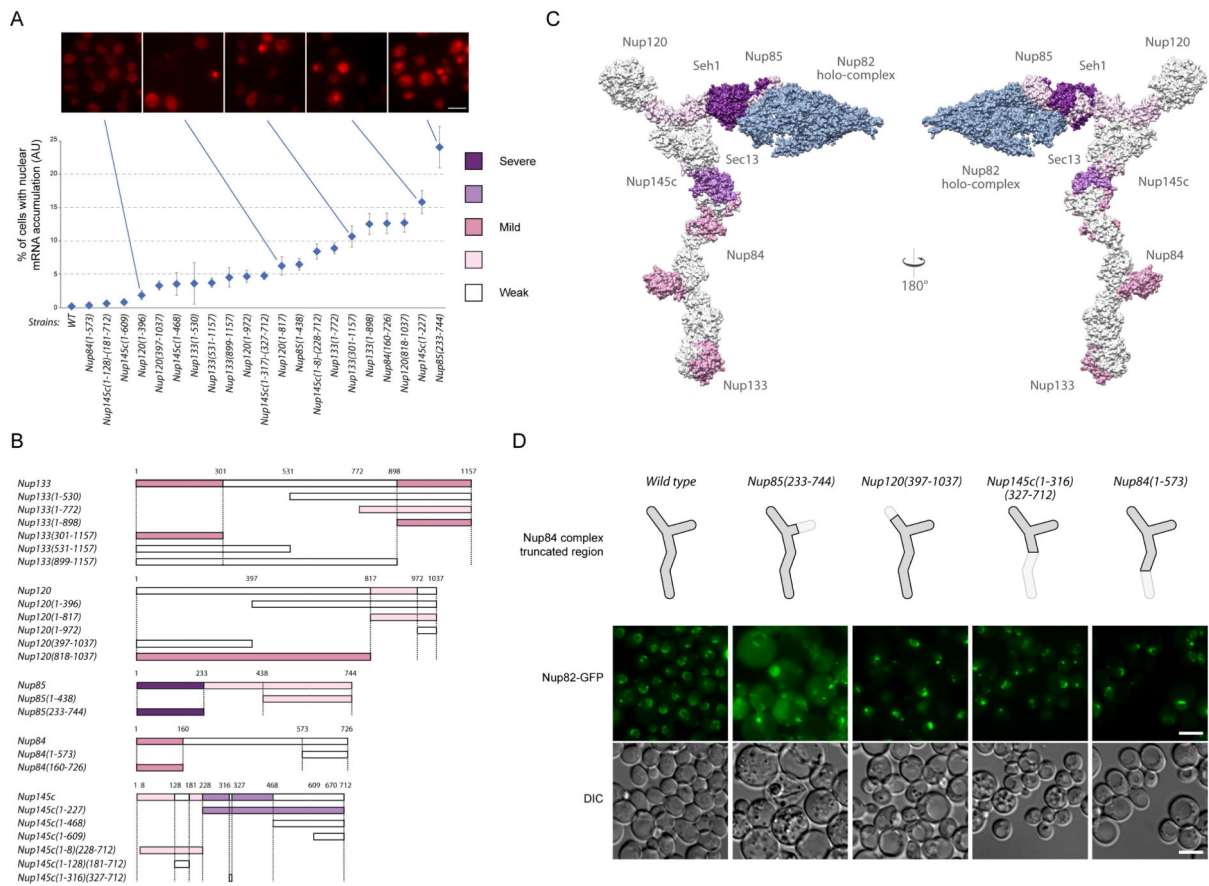 A
25
20
15
10
5
0
% of cells with nuclear
mRNA accumulation (AU)
Severe
Mild
Weak
Strains:
WT
Nup84(1-573)
Nup145c(1-128)-(181-712)
Nup145c(1-609)
Nup120(1-396)
Nup120(397-1037)
Nup145c(1-468)
Nup133(1-530)
Nup133(531-1157)
Nup133(899-1157)
Nup120(1-972)
Nup145c(1-317)-(327-712)
Nup120(1-817)
Nup85(1-438)
Nup145c(1-8)-(228-712)
Nup133(1-772)
Nup133(301-1157)
Nup133(1-898)
Nup84(160-726)
Nup120(818-1037)
Nup145c(1-227)
Nup85(233-744)
B
1 301 531 772 898 1157
Nup133
Nup133(1-530)
Nup133(1-772)
Nup133(1-898)
Nup133(301-1157)
Nup133(531-1157)
Nup133(899-1157)
1 397 817 972 1037
Nup120
Nup120(1-396)
Nup120(1-817)
Nup120(1-972)
Nup120(397-1037)
Nup120(818-1037)
1 233 438 744
Nup85
Nup85(1-438)
Nup85(233-744)
1 160 573 726
Nup84
Nup84(1-573)
Nup84(160-726)
1 8 128 181 228 316 327 468 609 670 712
Nup145c
Nup145c(1-227)
Nup145c(1-468)
Nup145c(1-609)
Nup145c(1-8)(228-712)
Nup145c(1-128)(181-712)
Nup145c(1-316)(327-712)
C
Nup120
Seh1
Nup85
Nup82
holo-complex
Sec13
Nup145c
Nup84
Nup133
180°
Nup85
Seh1
Nup120
Nup82
holo-complex
Nup145c
Nup84
Nup133
D
Wild type
Nup85(233-744)
Nup120(397-1037)
Nup145c(1-316)
(327-712)
Nup84(1-573)
Nup84 complex
truncated region
Nup82-GFP
DIC